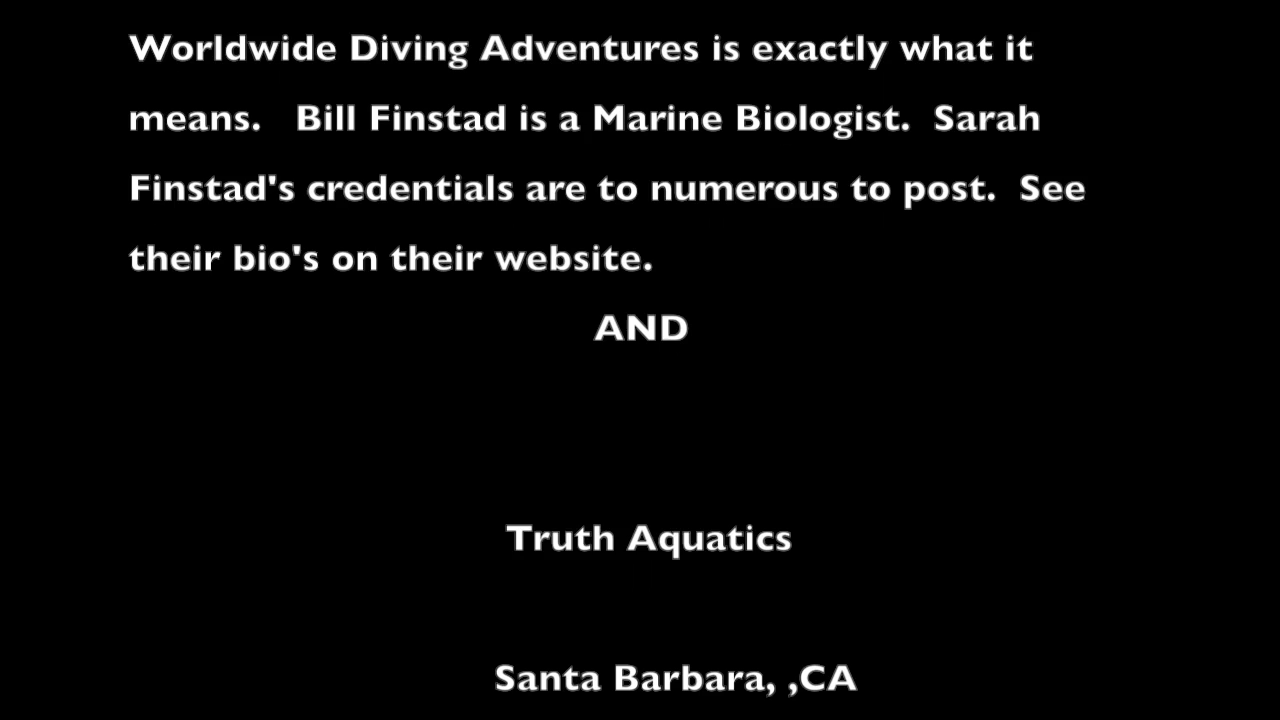 Worldwide Diving Adventures is exactly what it
means.   Bill Finstad is a Marine Biologist.  Sarah
Finstad's credentials are to numerous to post.  See
their bio's on their website.
AND
Truth Aquatics
Santa Barbara, ,CA